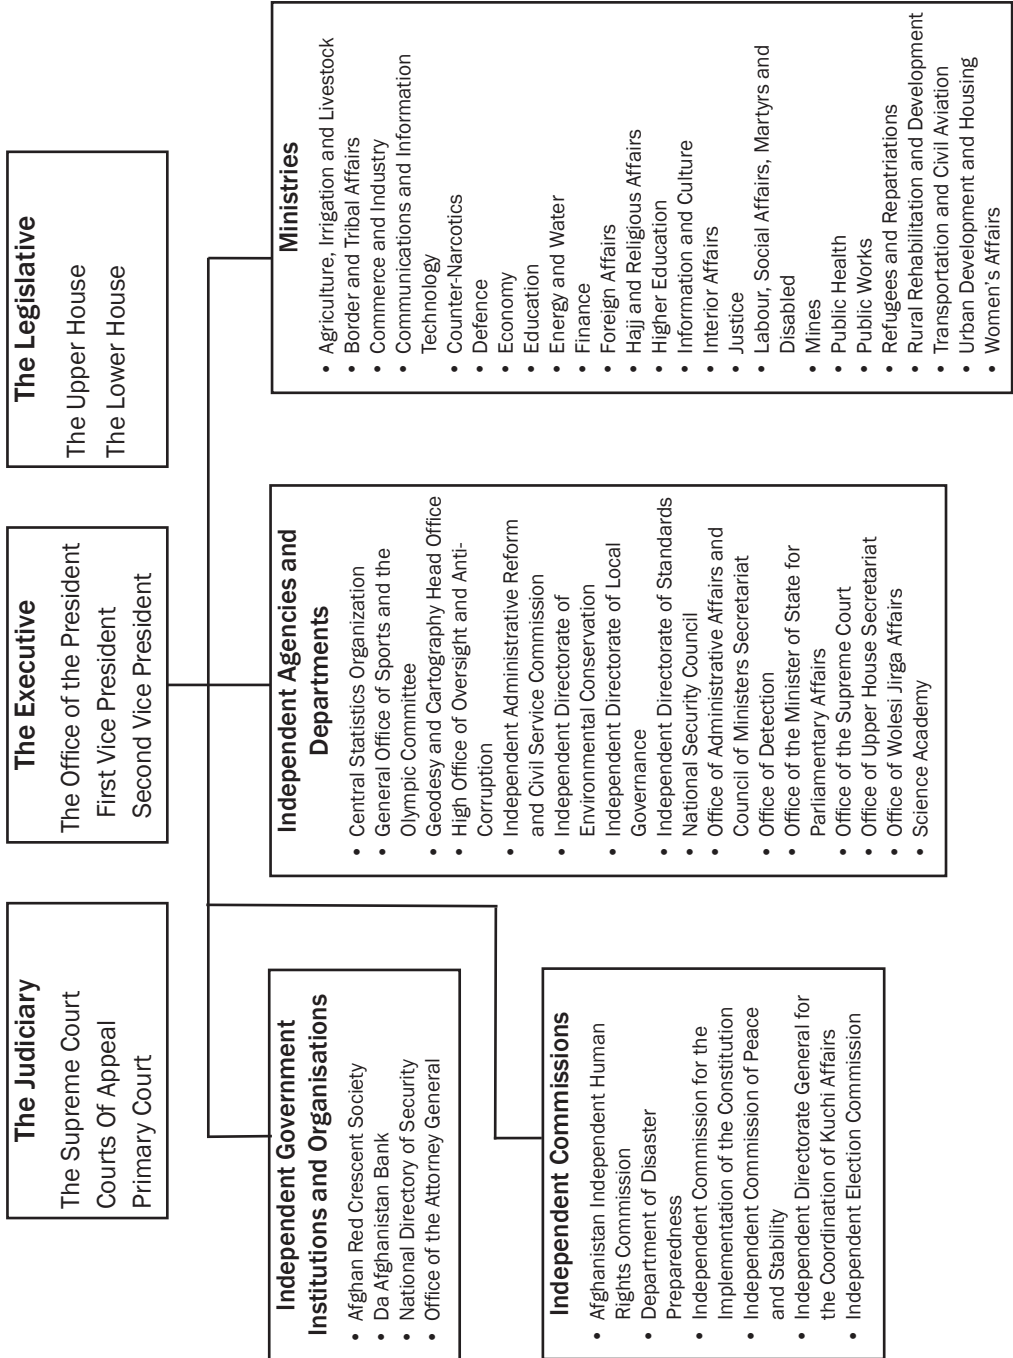 The Judiciary
The Supreme Court
Courts Of Appeal
Primary Court
The Executive
The Office of the President
First Vice President
Second Vice President
The Legislative
The Upper House
The Lower House
Independent Government
Institutions and Organisations
• Afghan Red Crescent Society
• Da Afghanistan Bank
• National Directory of Security
• Office of the Attorney General
Independent Commissions
• Afghanistan Independent Human
Rights Commission
• Department of Disaster
Preparedness
• Independent Commission for the
Implementation of the Constitution
• Independent Commission of Peace
and Stability
• Independent Directorate General for
the Coordination of Kuchi Affairs
• Independent Election Commission
Independent Agencies and
Departments
• Central Statistics Organization
• General Office of Sports and the
Olympic Committee
• Geodesy and Cartography Head Office
• High Office of Oversight and Anti-
Corruption
• Independent Administrative Reform
and Civil Service Commission
• Independent Directorate of
Environmental Conservation
• Independent Directorate of Local
Governance
• Independent Directorate of Standards
• National Security Council
• Office of Administrative Affairs and
Council of Ministers Secretariat
• Office of Detection
• Office of the Minister of State for
Parliamentary Affairs
• Office of the Supreme Court
• Office of Upper House Secretariat
• Office of Wolesi Jirga Affairs
• Science Academy
Ministries
• Agriculture, Irrigation and Livestock
• Border and Tribal Affairs
• Commerce and Industry
• Communications and Information
Technology
• Counter-Narcotics
• Defence
• Economy
• Education
• Energy and Water
• Finance
• Foreign Affairs
• Hajj and Religious Affairs
• Higher Education
• Information and Culture
• Interior Affairs
• Justice
• Labour, Social Affairs, Martyrs and
Disabled
• Mines
• Public Health
• Public Works
• Refugees and Repatriations
• Rural Rehabilitation and Development
• Transportation and Civil Aviation
• Urban Development and Housing
• Women's Affairs